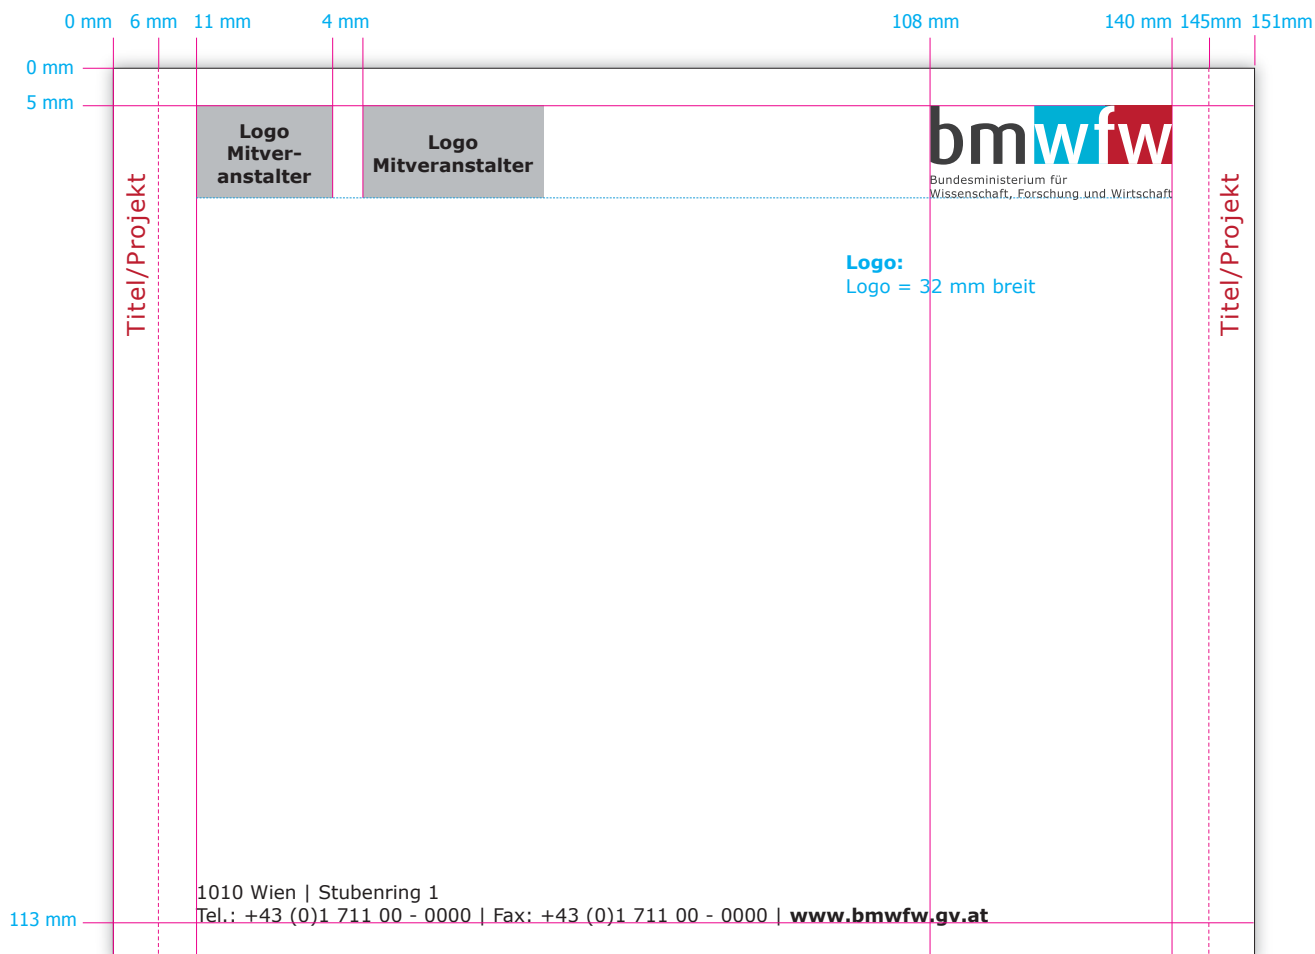 0 mm 6 mm 11 mm 4 mm 108 mm 140 mm 145mm 151mm
0 mm
5 mm
Logo
Mitver-
anstalter
Logo
Mitveranstalter
bmwfw
Bundesministerium für
Wissenschaft, Forschung und Wirtschaft
Titel/Projekt
Titel/Projekt
Logo:
Logo = 32 mm breit
1010 Wien | Stubenring 1
Tel.: +43 (0)1 711 00 - 0000 | Fax: +43 (0)1 711 00 - 0000 | www.bmwfw.gv.at
113 mm